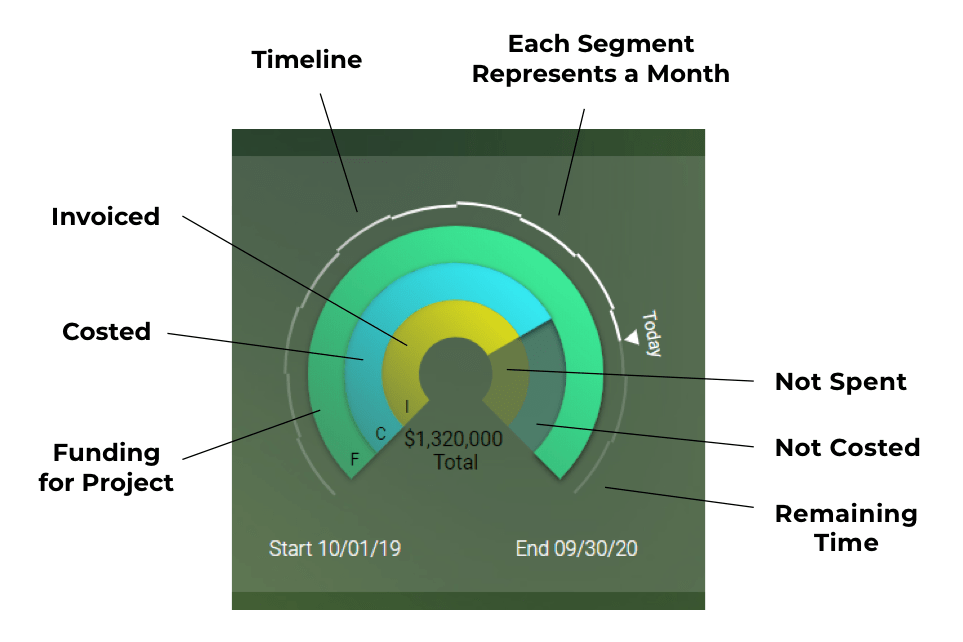 Timeline
Each Segment
Represents a Month
Invoiced
Costed
Funding
for Project
Today
I
C
F
$1,320,000
Total
Not Spent
Not Costed
Remaining
Time
Start 10/01/19
End 09/30/20